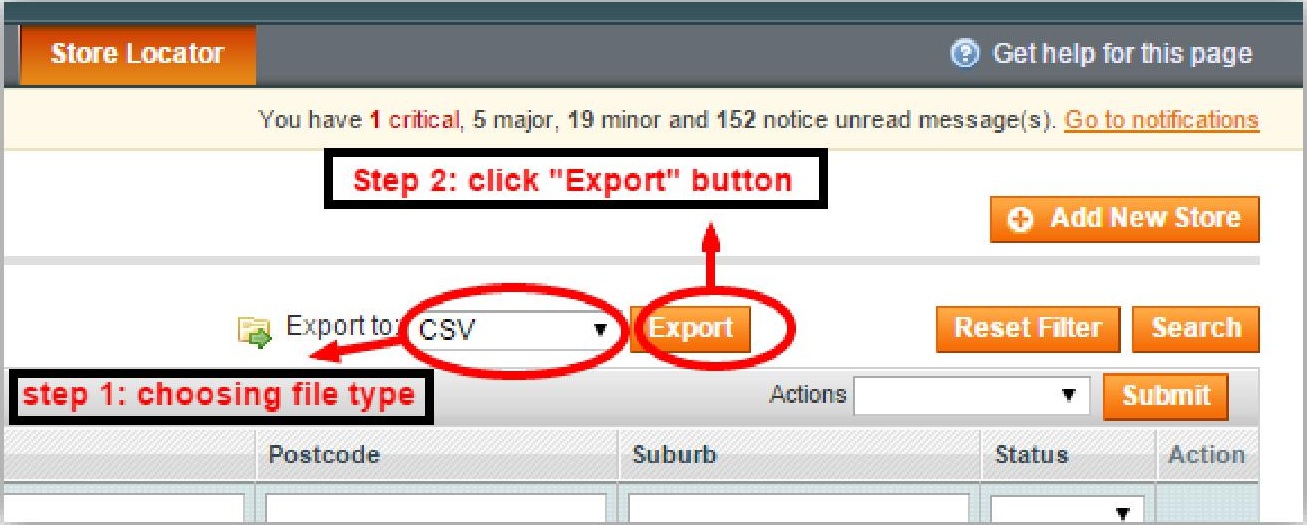 Store Locator
Get help for this page
You have 1 critical, 5 major, 19 minor and 152 notice unread message(s). Go to notifications
Step 2: click "Export" button
Add New Store
Export to: CSV Export Reset Filter Search
step 1: choosing file type
Actions Submit
Postcode Suburb Status Action